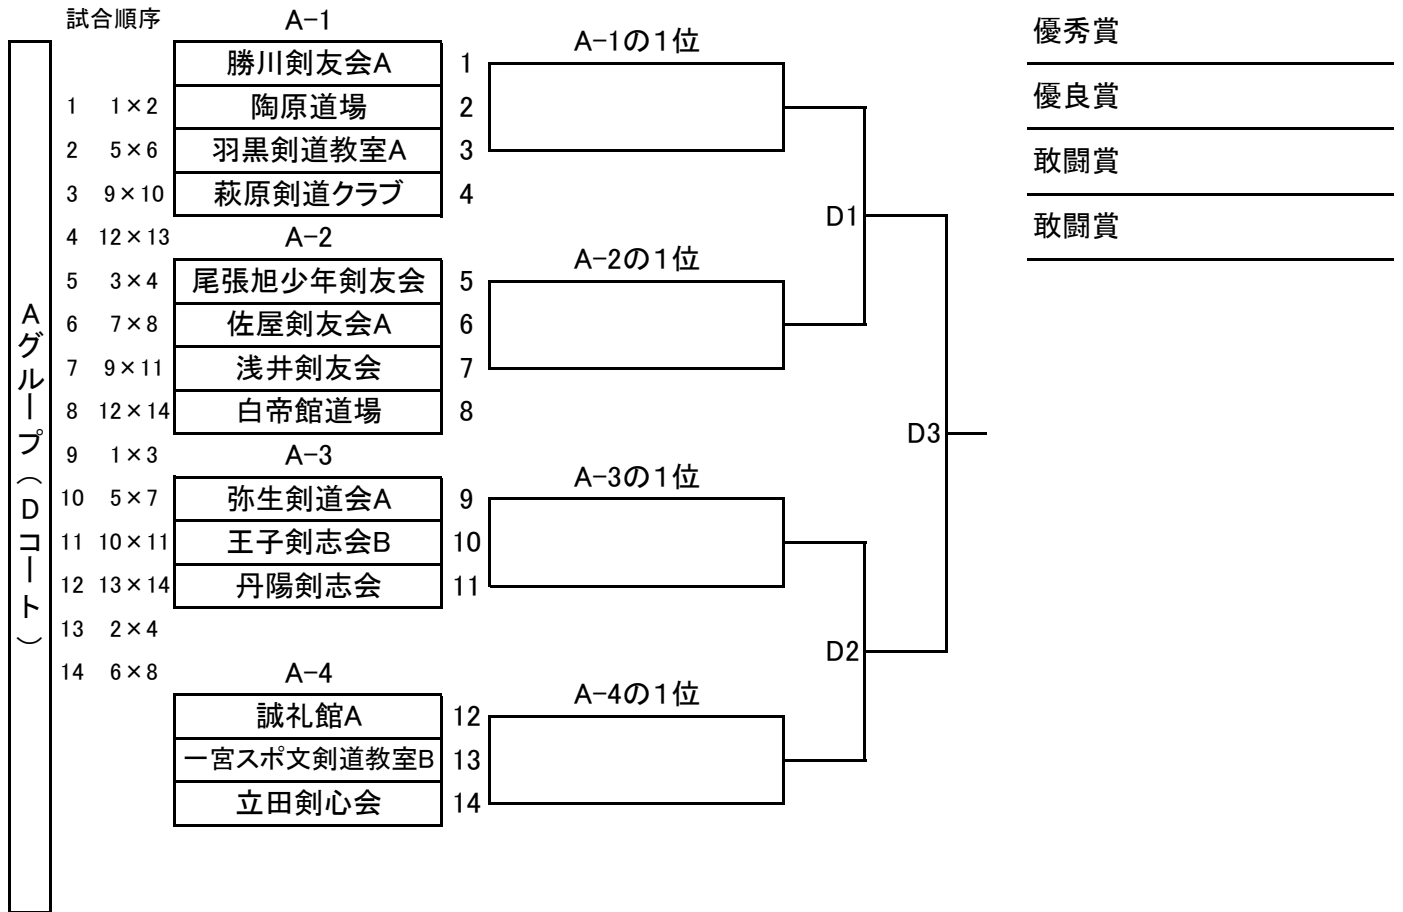 試合順序 A-1
勝川剣友会A 1
1 1×2 陶原道場 2
2 5×6 羽黒剣道教室A 3
3 9×10 萩原剣道クラブ 4
4 12×13 A-2
5 3×4 尾張旭少年剣友会 5
6 7×8 佐屋剣友会A 6
7 9×11 浅井剣友会 7
8 12×14 白帝館道場 8
9 1×3 A-3
10 5×7 弥生剣道会A 9
11 10×11 王子剣志会B 10
12 13×14 丹陽剣志会 11
13 2×4
14 6×8 A-4
誠礼館A 12
一宮スポ文剣道教室B 13
立田剣心会 14
Aグループ(Dコート)
A-1の1位
A-2の1位
A-3の1位
A-4の1位
D1
D2
D3
優秀賞
優良賞
敢闘賞
敢闘賞